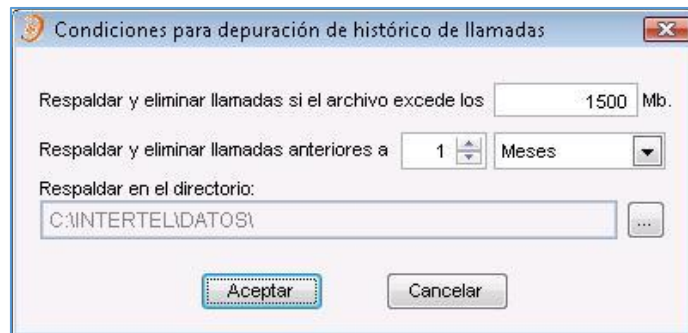 Condiciones para depuración de histórico de llamadas
Respaldar y eliminar llamadas si el archivo excede los 1500 Mb.
Respaldar y eliminar llamadas anteriores a 1 Meses
Respaldar en el directorio:
C:\INTERTEL\DATOS\ ...
Aceptar Cancelar